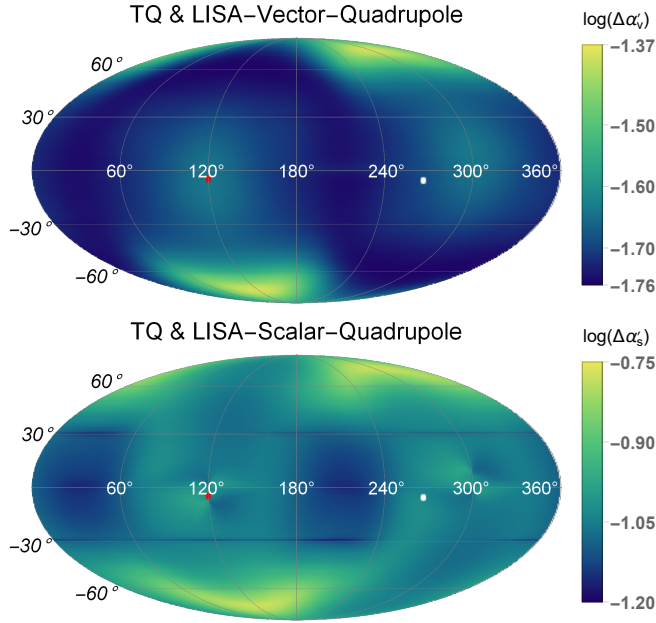 TQ & LISA−Vector−Quadrupole
log(Δα′ᵥ)
60°
30°
60° 120° 180° 240° 300° 360°
−30°
−60°
−1.37
−1.50
−1.60
−1.70
−1.76
TQ & LISA−Scalar−Quadrupole
log(Δα′ₛ)
60°
30°
60° 120° 180° 240° 300° 360°
−30°
−60°
−0.75
−0.90
−1.05
−1.20